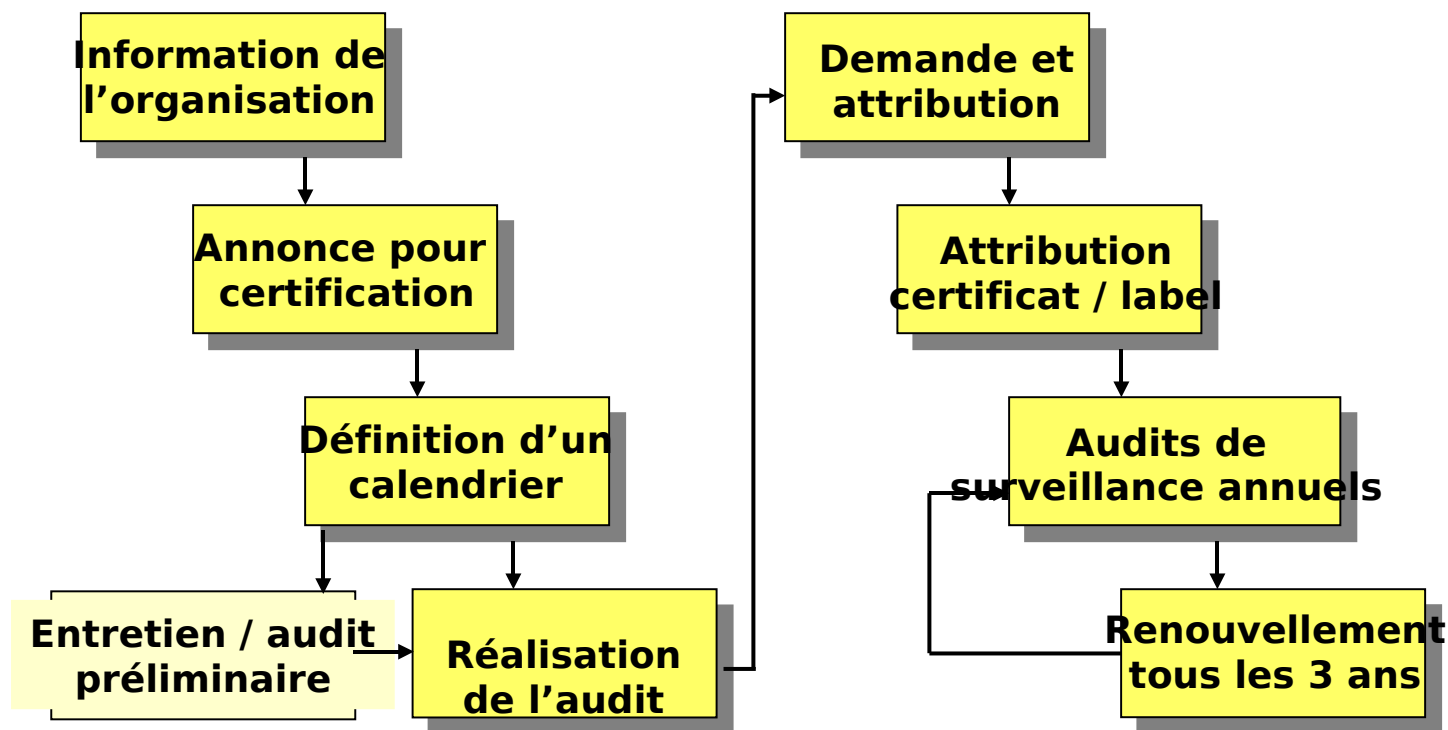 Information de
l’organisation
Annonce pour
certification
Définition d’un
calendrier
Entretien / audit
préliminaire
Réalisation
de l’audit
Demande et
attribution
Attribution
certificat / label
Audits de
surveillance annuels
Renouvellement
tous les 3 ans